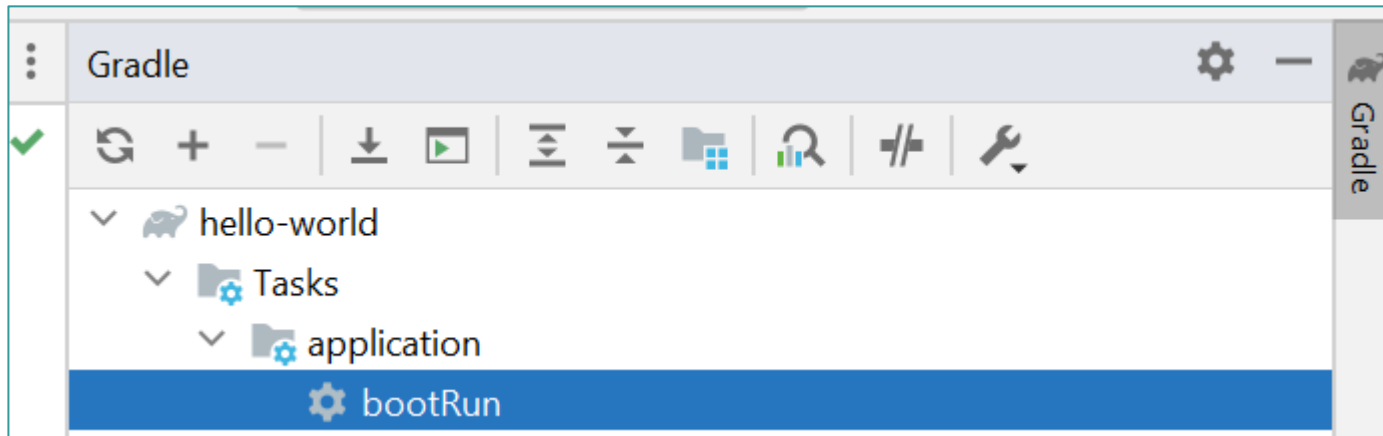 Gradle
Gradle
hello-world
Tasks
application
bootRun